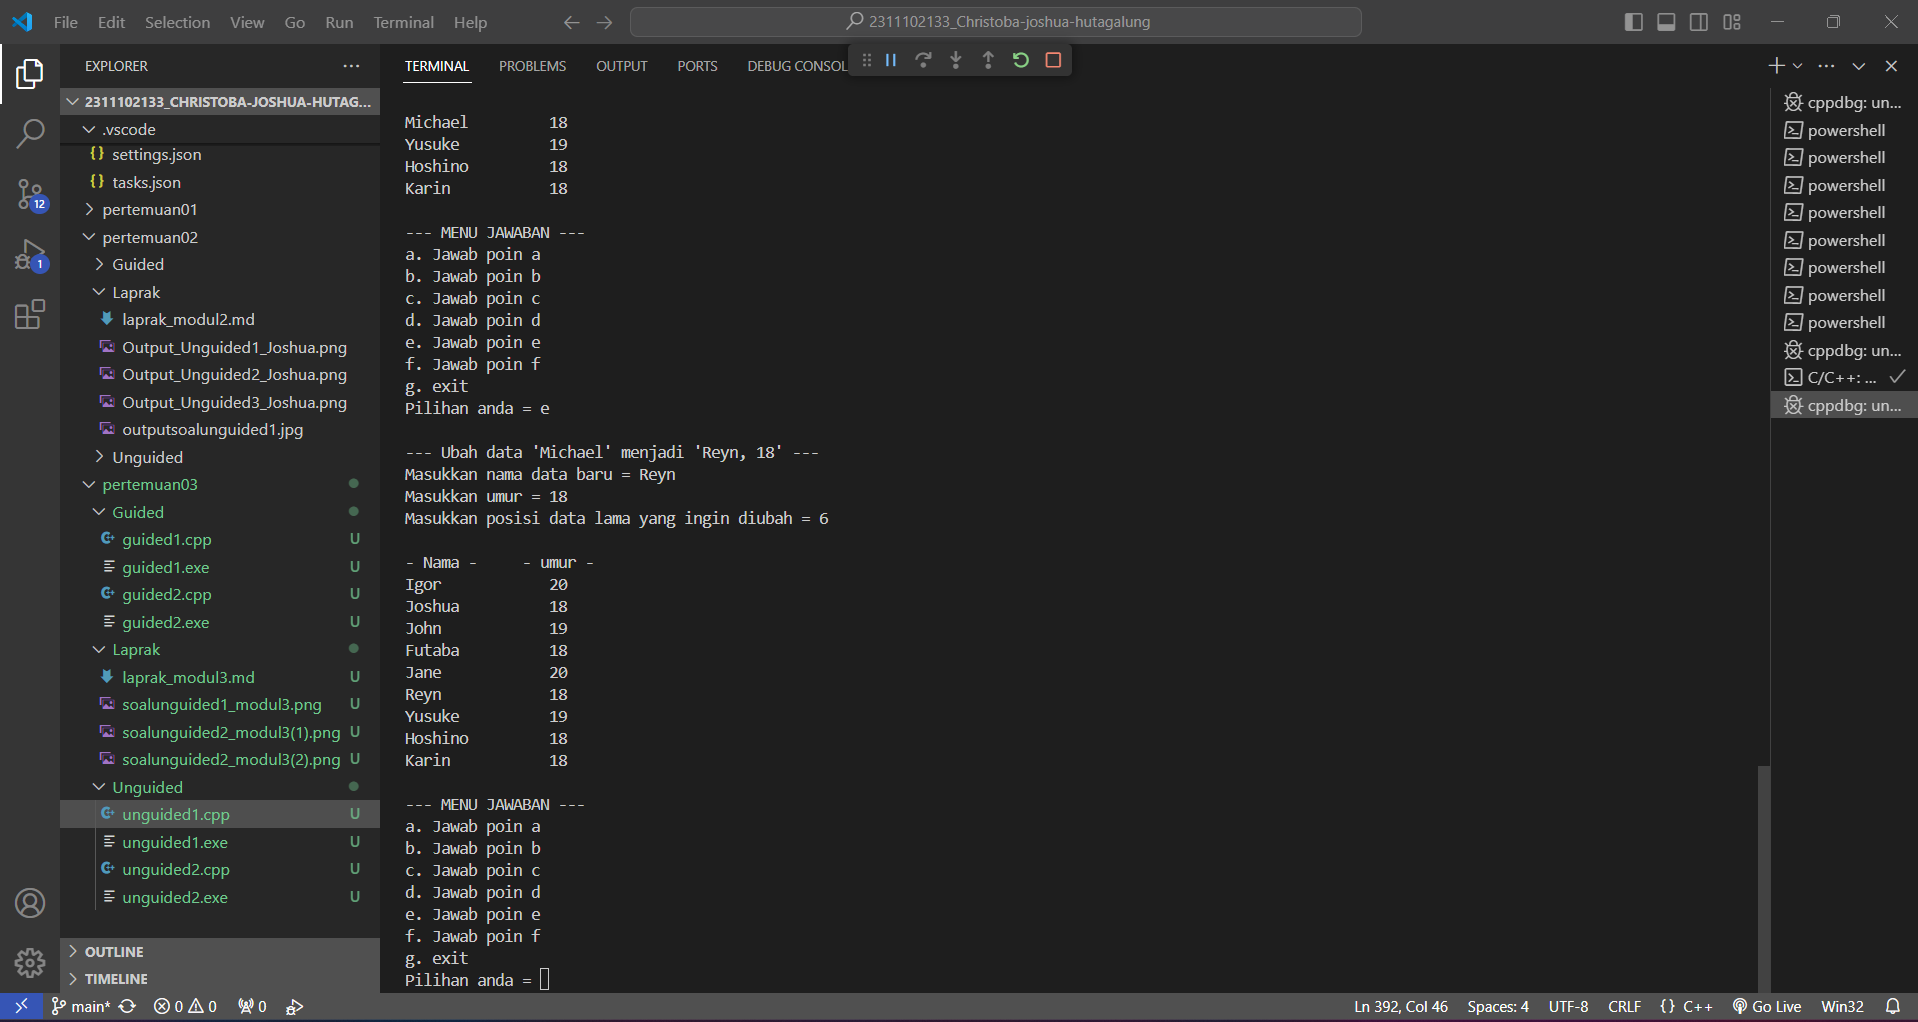 File Edit Selection View Go Run Terminal Help
2311102133_Christoba-joshua-hutagalung
EXPLORER
2311102133_CHRISTOBA-JOSHUA-HUTAG...
.vscode
settings.json
tasks.json
pertemuan01
pertemuan02
Guided
Laprak
laprak_modul2.md
Output_Unguided1_Joshua.png
Output_Unguided2_Joshua.png
Output_Unguided3_Joshua.png
outputsoalunguided1.jpg
Unguided
pertemuan03
Guided
guided1.cpp U
guided1.exe U
guided2.cpp U
guided2.exe U
Laprak
laprak_modul3.md U
soalunguided1_modul3.png U
soalunguided2_modul3(1).png U
soalunguided2_modul3(2).png U
Unguided
unguided1.cpp U
unguided1.exe U
unguided2.cpp U
unguided2.exe U
OUTLINE
TIMELINE
12
1
TERMINAL PROBLEMS OUTPUT PORTS DEBUG CONSOL
Michael 18
Yusuke 19
Hoshino 18
Karin 18
--- MENU JAWABAN ---
a. Jawab poin a
b. Jawab poin b
c. Jawab poin c
d. Jawab poin d
e. Jawab poin e
f. Jawab poin f
g. exit
Pilihan anda = e
--- Ubah data 'Michael' menjadi 'Reyn, 18' ---
Masukkan nama data baru = Reyn
Masukkan umur = 18
Masukkan posisi data lama yang ingin diubah = 6
- Nama - - umur -
Igor 20
Joshua 18
John 19
Futaba 18
Jane 20
Reyn 18
Yusuke 19
Hoshino 18
Karin 18
--- MENU JAWABAN ---
a. Jawab poin a
b. Jawab poin b
c. Jawab poin c
d. Jawab poin d
e. Jawab poin e
f. Jawab poin f
g. exit
Pilihan anda =
cppdbg: un...
powershell
powershell
powershell
powershell
powershell
powershell
powershell
powershell
cppdbg: un...
C/C++: ...
cppdbg: un...
main* 0 0 0 Ln 392, Col 46 Spaces: 4 UTF-8 CRLF {} C++ Go Live Win32